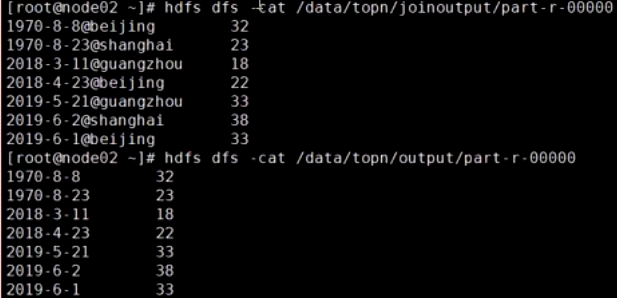 [root@node02 ~]# hdfs dfs -cat /data/topn/joinoutput/part-r-00000
1970-8-8@beijing 32
1970-8-23@shanghai 23
2018-3-11@guangzhou 18
2018-4-23@beijing 22
2019-5-21@guangzhou 33
2019-6-2@shanghai 38
2019-6-1@beijing 33
[root@node02 ~]# hdfs dfs -cat /data/topn/output/part-r-00000
1970-8-8 32
1970-8-23 23
2018-3-11 18
2018-4-23 22
2019-5-21 33
2019-6-2 38
2019-6-1 33